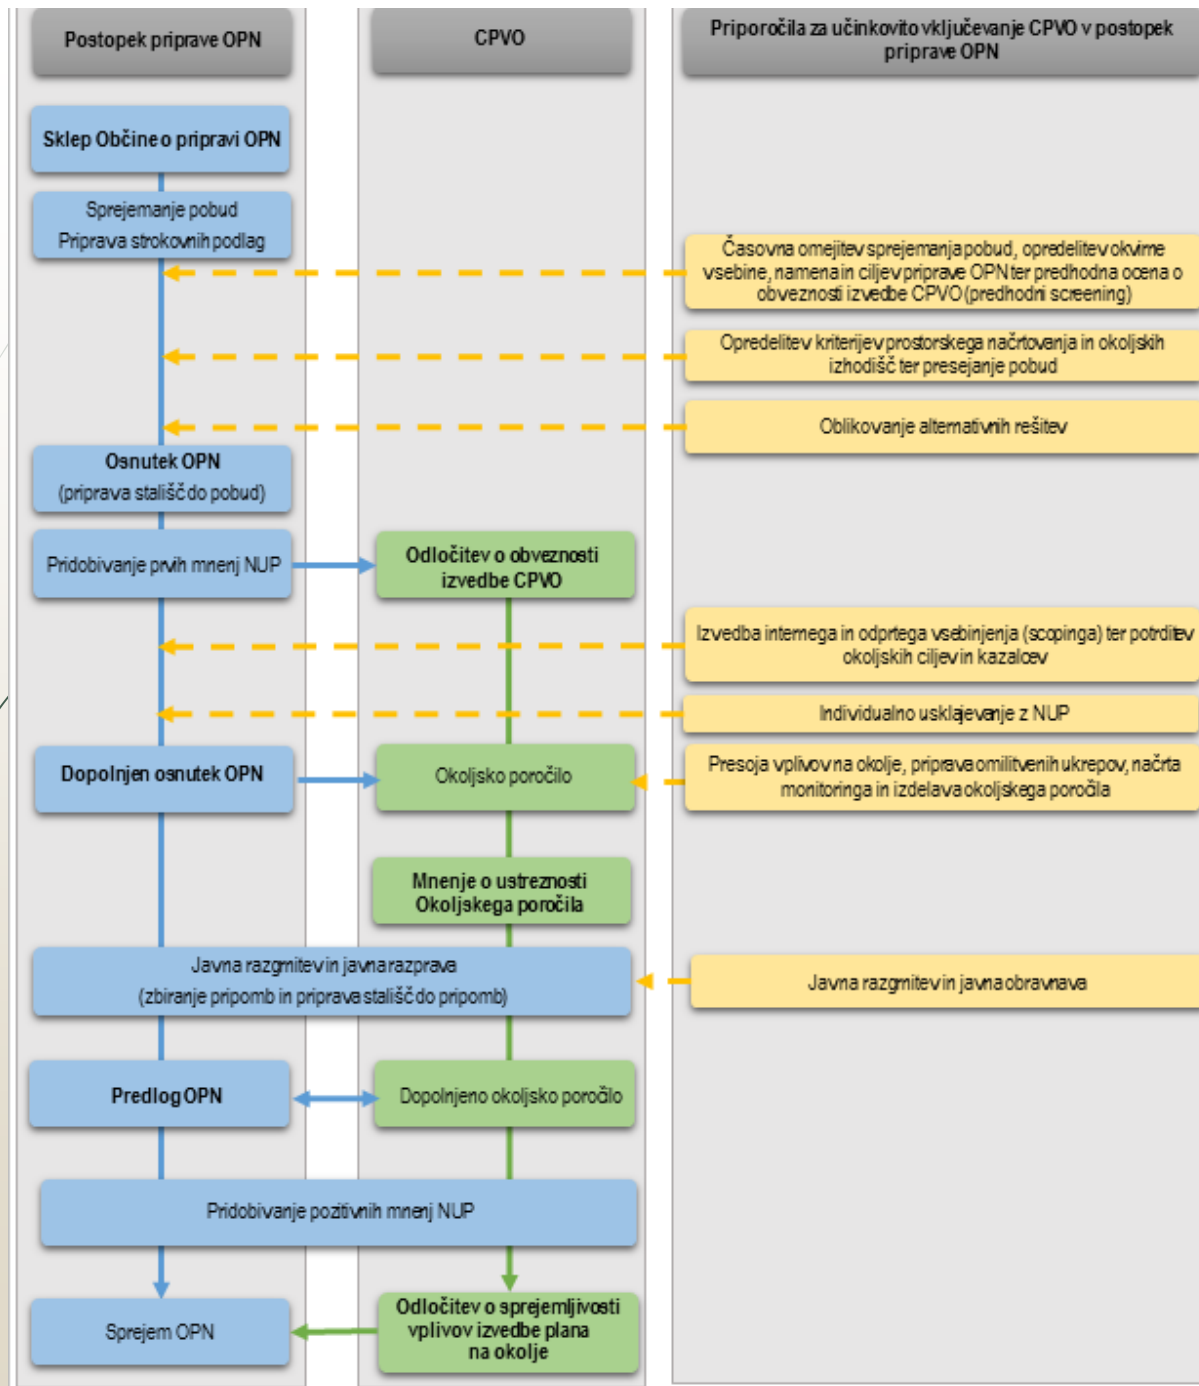 Postopek priprave OPN
CPVO
Priporočila za učinkovito vključevanje CPVO v postopek
priprave OPN
Sklep Občine o pripravi OPN
Sprejemanje pobud
Priprava strokovnih podlag
Časovna omejitev sprejemanja pobud, opredelitev okvirne
vsebine, namena in ciljev priprave OPN ter predhodna ocena o
obveznosti izvedbe CPVO (predhodni screening)
Opredelitev kriterijev prostorskega načrtovanja in okoljskih
izhodišč ter presejanje pobud
Oblikovanje alternativnih rešitev
Osnutek OPN
(priprava stališč do pobud)
Pridobivanje prvih mnenj NUP
Odločitev o obveznosti
izvedbe CPVO
Izvedba internega in odprtega vsebinjenja (scopinga) ter potrditev
okoljskih ciljev in kazalcev
Individualno usklajevanje z NUP
Dopolnjen osnutek OPN
Okoljsko poročilo
Presoja vplivov na okolje, priprava omilitvenih ukrepov, načrta
monitoringa in izdelava okoljskega poročila
Mnenje o ustreznosti
Okoljskega poročila
Javna razgrnitev in javna razprava
(zbiranje pripomb in priprava stališč do pripomb)
Javna razgrnitev in javna obravnava
Predlog OPN
Dopolnjeno okoljsko poročilo
Pridobivanje pozitivnih mnenj NUP
Sprejem OPN
Odločitev o sprejemljivosti
vplivov izvedbe plana
na okolje